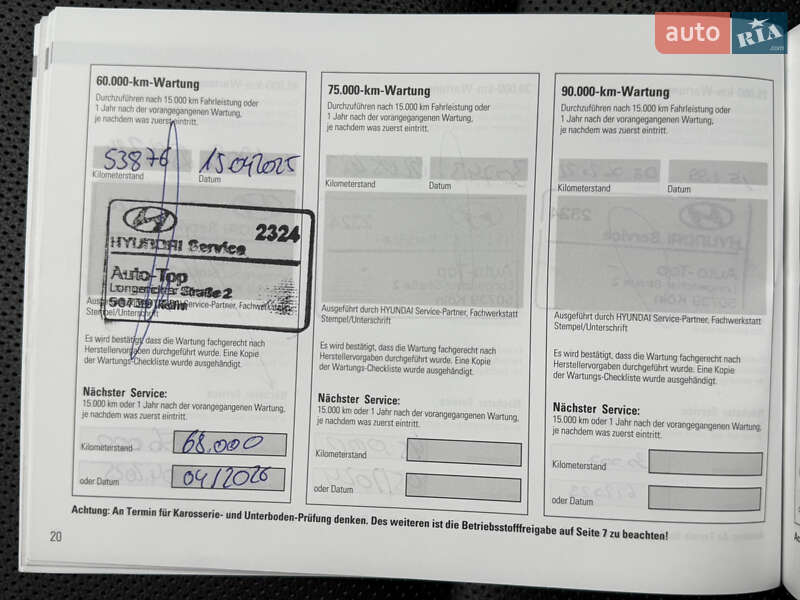 auto RIA
.com
60.000-km-Wartung
Durchzuführen nach 15.000 km Fahrleistung oder
1 Jahr nach der vorangegangenen Wartung,
je nachdem was zuerst eintritt.
53876 15.04.2025
Kilometerstand Datum
2324
HYUNDAI Service
Auto-Top
Longericher Straße 2
50739 Köln
Ausgeführt durch HYUNDAI Service-Partner, Fachwerkstatt
Stempel/Unterschrift
Es wird bestätigt, dass die Wartung fachgerecht nach
Herstellervorgaben durchgeführt wurde. Eine Kopie
der Wartungs-Checkliste wurde ausgehändigt.
Nächster Service:
15.000 km oder 1 Jahr nach der vorangegangenen Wartung,
je nachdem was zuerst eintritt.
Kilometerstand 68.000
oder Datum 04/2026
75.000-km-Wartung
Durchzuführen nach 15.000 km Fahrleistung oder
1 Jahr nach der vorangegangenen Wartung,
je nachdem was zuerst eintritt.
Kilometerstand Datum
Ausgeführt durch HYUNDAI Service-Partner, Fachwerkstatt
Stempel/Unterschrift
Es wird bestätigt, dass die Wartung fachgerecht nach
Herstellervorgaben durchgeführt wurde. Eine Kopie
der Wartungs-Checkliste wurde ausgehändigt.
Nächster Service:
15.000 km oder 1 Jahr nach der vorangegangenen Wartung,
je nachdem was zuerst eintritt.
Kilometerstand
oder Datum
90.000-km-Wartung
Durchzuführen nach 15.000 km Fahrleistung oder
1 Jahr nach der vorangegangenen Wartung,
je nachdem was zuerst eintritt.
Kilometerstand Datum
Ausgeführt durch HYUNDAI Service-Partner, Fachwerkstatt
Stempel/Unterschrift
Es wird bestätigt, dass die Wartung fachgerecht nach
Herstellervorgaben durchgeführt wurde. Eine Kopie
der Wartungs-Checkliste wurde ausgehändigt.
Nächster Service:
15.000 km oder 1 Jahr nach der vorangegangenen Wartung,
je nachdem was zuerst eintritt.
Kilometerstand
oder Datum
Achtung: An Termin für Karosserie- und Unterboden-Prüfung denken. Des weiteren ist die Betriebsstofffreigabe auf Seite 7 zu beachten!
20